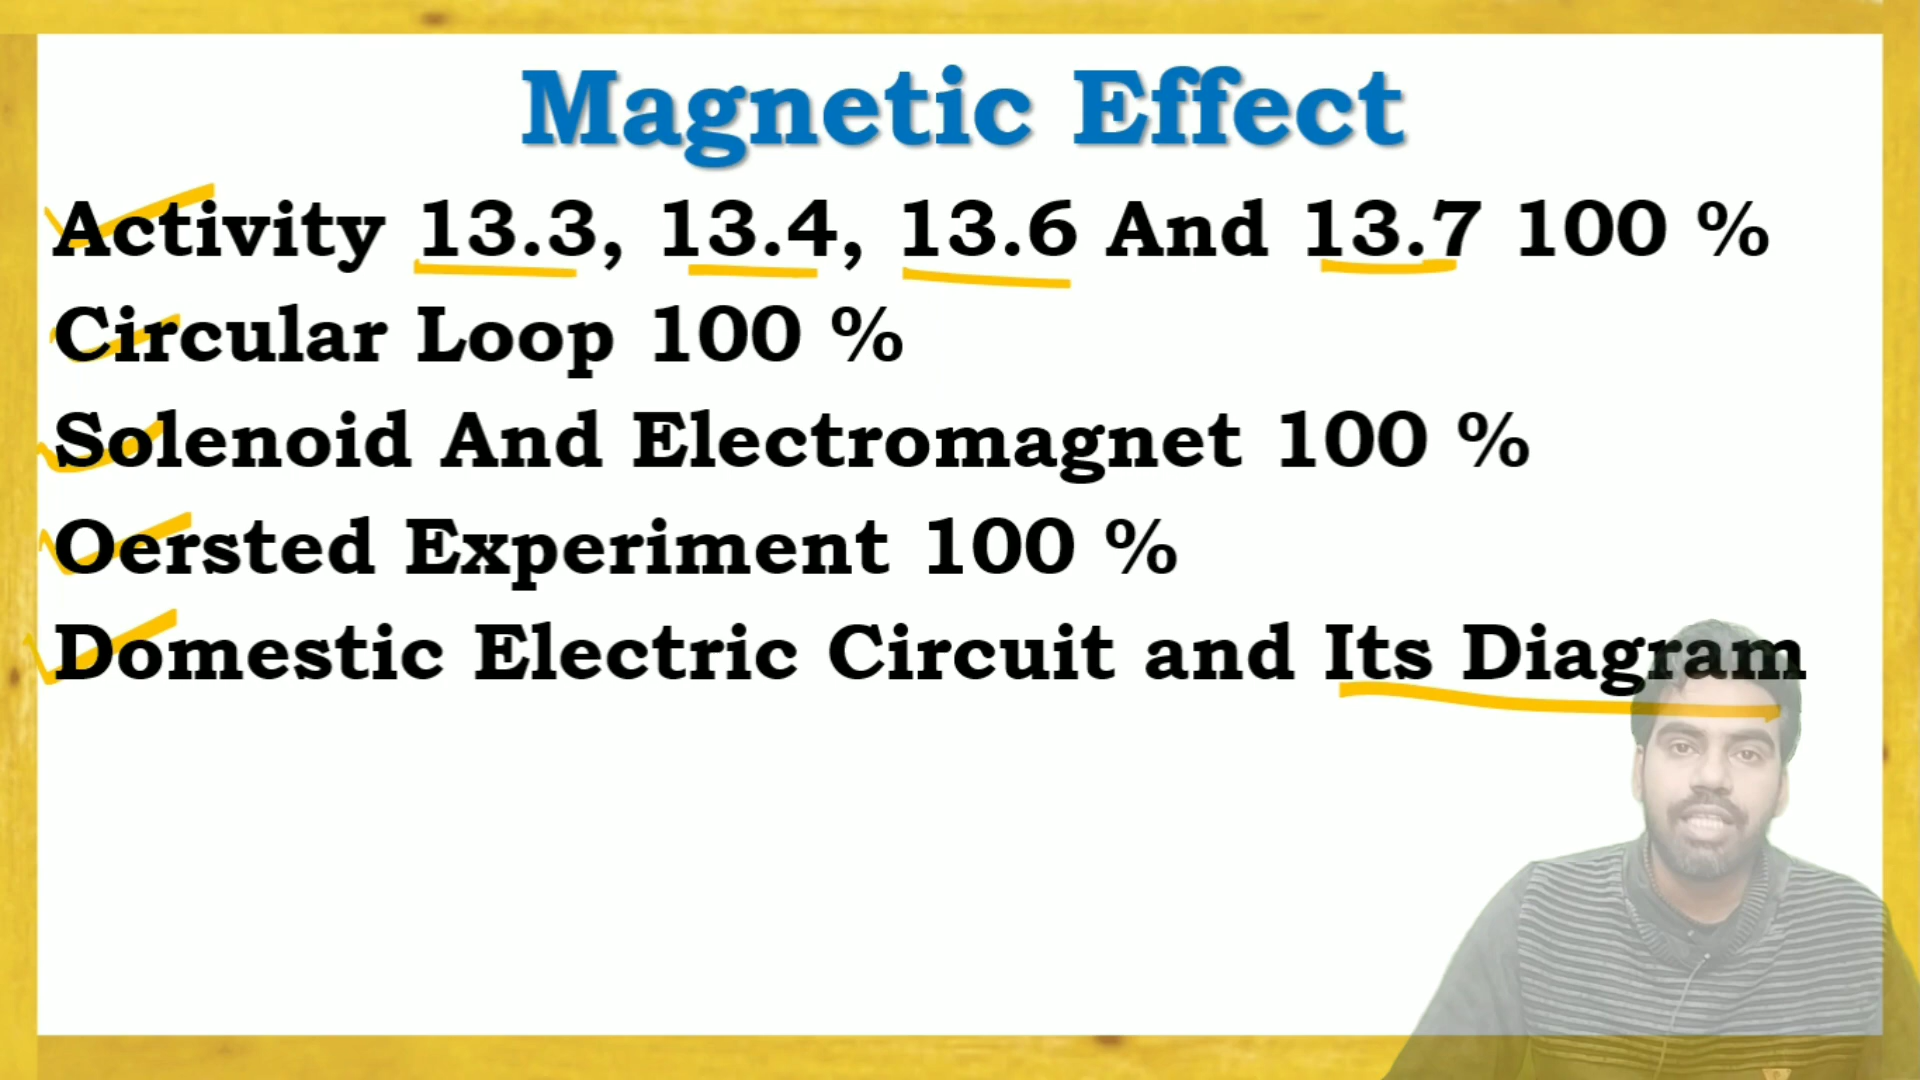 Magnetic Effect
Activity 13.3, 13.4, 13.6 And 13.7 100 %
Circular Loop 100 %
Solenoid And Electromagnet 100 %
Oersted Experiment 100 %
Domestic Electric Circuit and Its Diagram